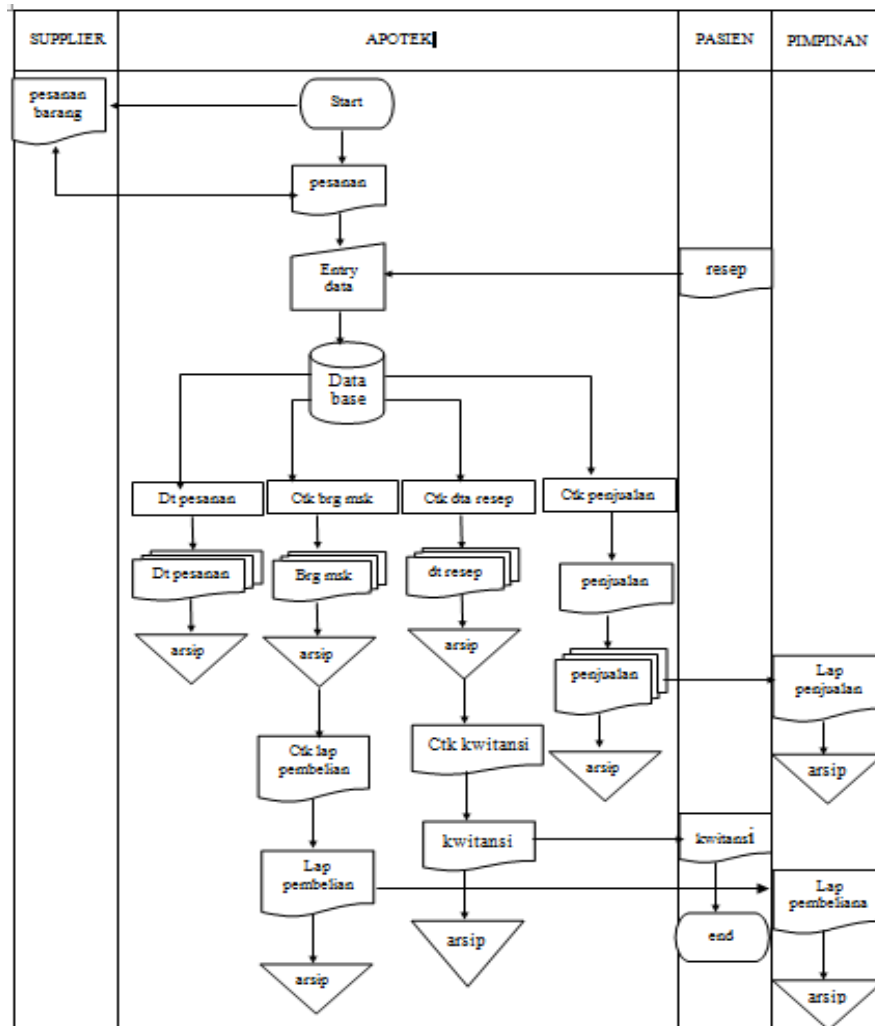 SUPPLIER
APOTEK
PASIEN
PIMPINAN
pesanan
barang
Start
pesanan
Entry
data
resep
Data
base
Dt pesanan
Ctk brg msk
Ctk dta resep
Ctk penjualan
Dt pesanan
Brg msk
dt resep
penjualan
arsip
arsip
arsip
penjualan
Lap
penjualan
Ctk lap
pembelian
Ctk kwitansi
arsip
arsip
kwitansi
kwitansi
Lap
pembelian
Lap
pembeliana
arsip
end
arsip
arsip